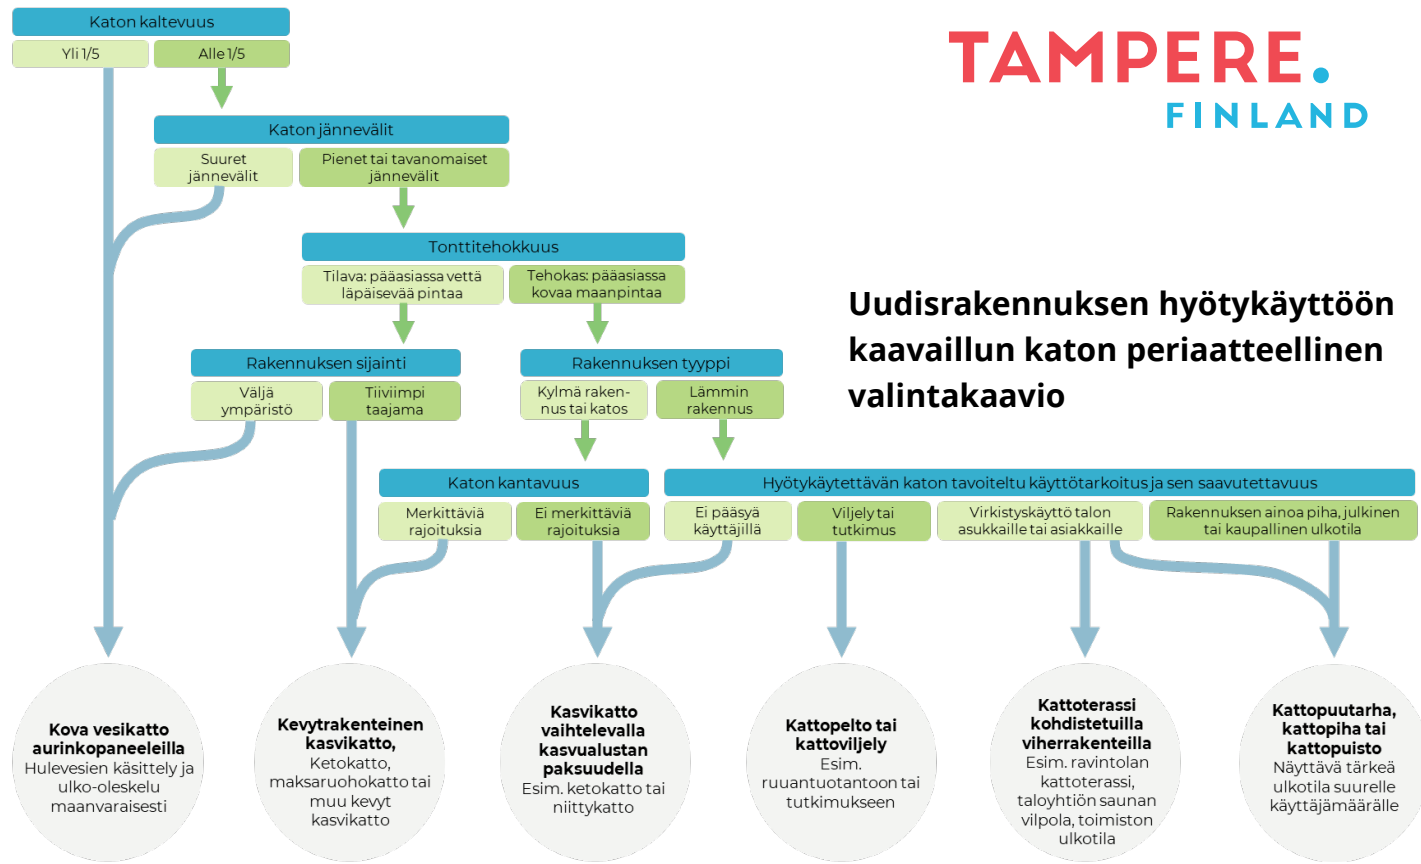 Katon kaltevuus
Yli 1/5
Alle 1/5
TAMPERE.
FINLAND
Katon jännevälit
Suuret
jännevälit
Pienet tai tavanomaiset
jännevälit
Tonttitehokkuus
Tilava: pääasiassa vettä
läpäisevää pintaa
Tehokas: pääasiassa
kovaa maanpintaa
Uudisrakennuksen hyötykäyttöön
kaavaillun katon periaatteellinen
valintakaavio
Rakennuksen sijainti
Väljä
ympäristö
Tiiviimpi
taajama
Rakennuksen tyyppi
Kylmä raken-
nus tai katos
Lämmin
rakennus
Katon kantavuus
Merkittäviä
rajoituksia
Ei merkittäviä
rajoituksia
Hyötykäytettävän katon tavoiteltu käyttötarkoitus ja sen saavutettavuus
Ei pääsyä
käyttäjillä
Viljely tai
tutkimus
Virkistyskäyttö talon
asukkaille tai asiakkaille
Rakennuksen ainoa piha, julkinen
tai kaupallinen ulkotila
Kova vesikatto
aurinkopaneeleilla
Hulevesien käsittely ja
ulko-oleskelu
maanvaraisesti
Kevytrakenteinen
kasvikatto,
Ketokatto,
maksaruohokatto tai
muu kevyt
kasvikatto
Kasvikatto
vaihtelevalla
kasvualustan
paksuudella
Esim. ketokatto tai
niittykatto
Kattopelto tai
kattoviljely
Esim.
ruuantuotantoon tai
tutkimukseen
Kattoterassi
kohdistetuilla
viherrakenteilla
Esim. ravintolan
kattoterassi,
taloyhtiön saunan
vilpola, toimiston
ulkotila
Kattopuutarha,
kattopiha tai
kattopuisto
Näyttävä tärkeä
ulkotila suurelle
käyttäjämäärälle